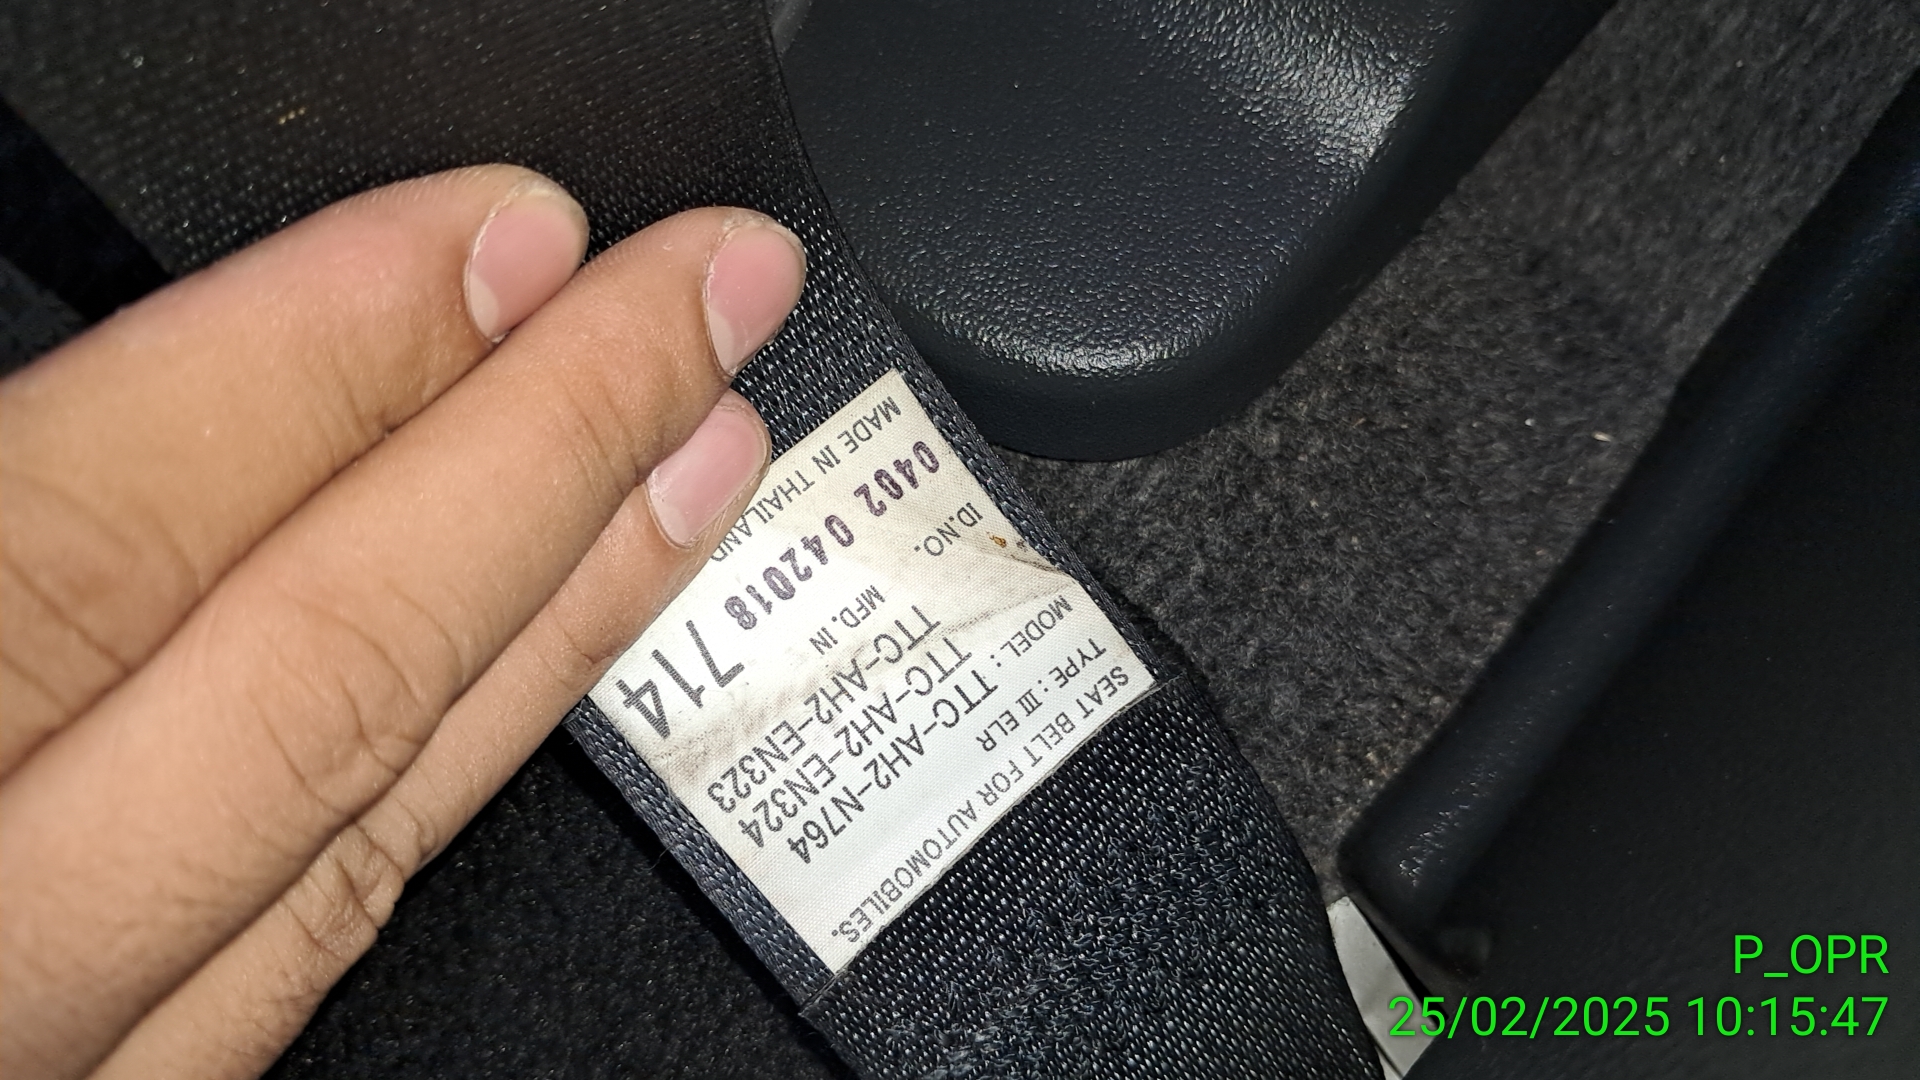 SEAT BELT FOR AUTOMOBILES.
TYPE : III ELR
MODEL : TTC-AH2-N764
TTC-AH2-EN324
TTC-AH2-EN323
ID.NO. MFD.IN 714
0402 042018
MADE IN THAILAND
P_OPR
25/02/2025 10:15:47